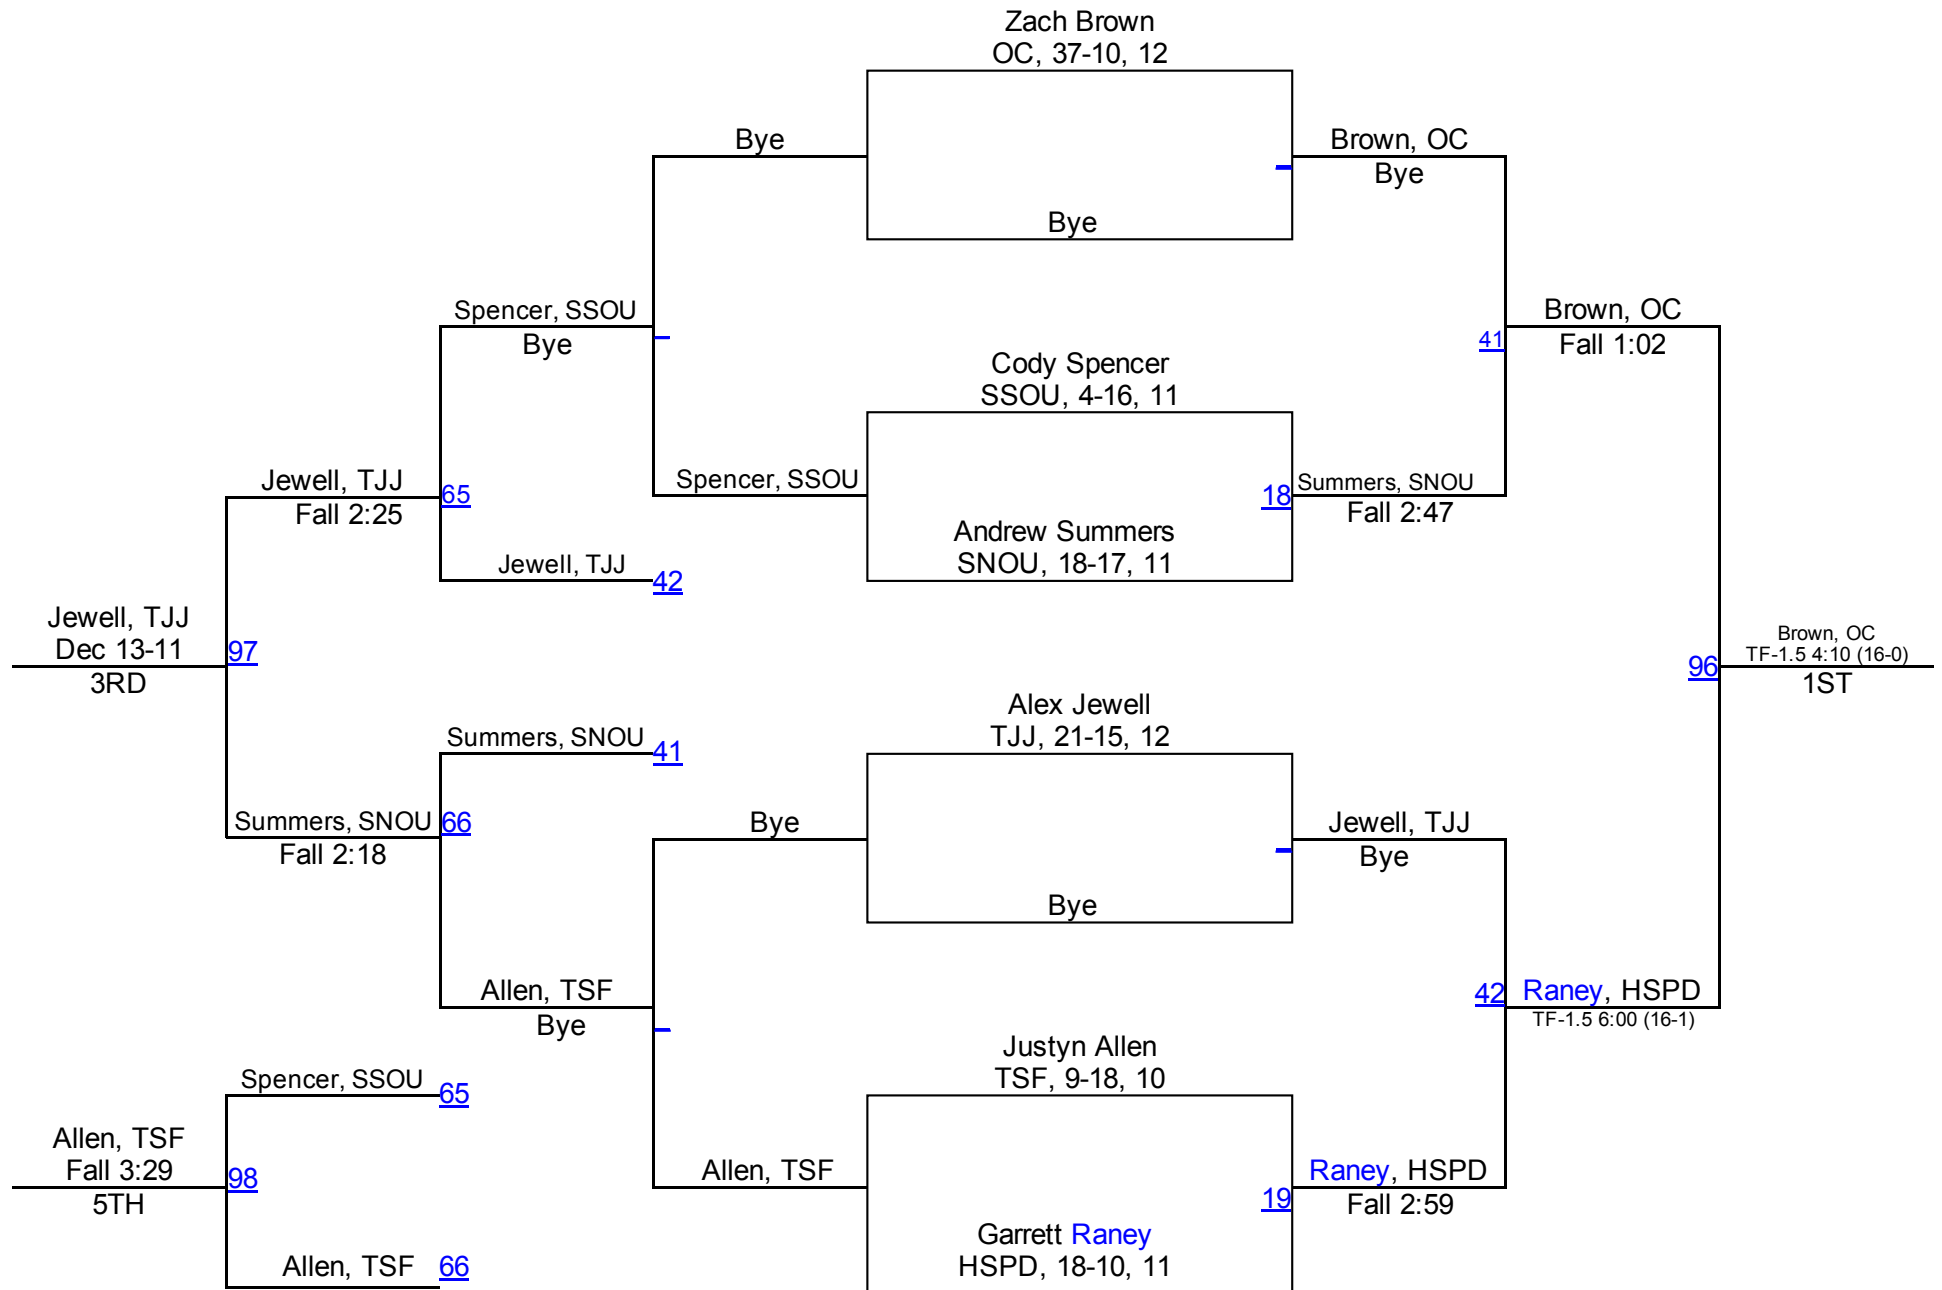 Zach Brown
OC, 37-10, 12
Bye
Brown, OC
Bye
Bye
Spencer, SSOU
Bye
Brown, OC
41
Fall 1:02
Cody Spencer
SSOU, 4-16, 11
Jewell, TJJ
65
Fall 2:25
Spencer, SSOU
18
Summers, SNOU
Fall 2:47
Andrew Summers
SNOU, 18-17, 11
Jewell, TJJ
42
Jewell, TJJ
Dec 13-11
97
3RD
Brown, OC
TF-1.5 4:10 (16-0)
96
1ST
Alex Jewell
TJJ, 21-15, 12
Summers, SNOU
41
Summers, SNOU
66
Fall 2:18
Bye
Jewell, TJJ
Bye
Bye
Allen, TSF
Bye
42
Raney, HSPD
TF-1.5 6:00 (16-1)
Justyn Allen
TSF, 9-18, 10
Spencer, SSOU
65
Allen, TSF
Fall 3:29
98
5TH
Allen, TSF
Raney, HSPD
19
Fall 2:59
Garrett Raney
HSPD, 18-10, 11
Allen, TSF
66